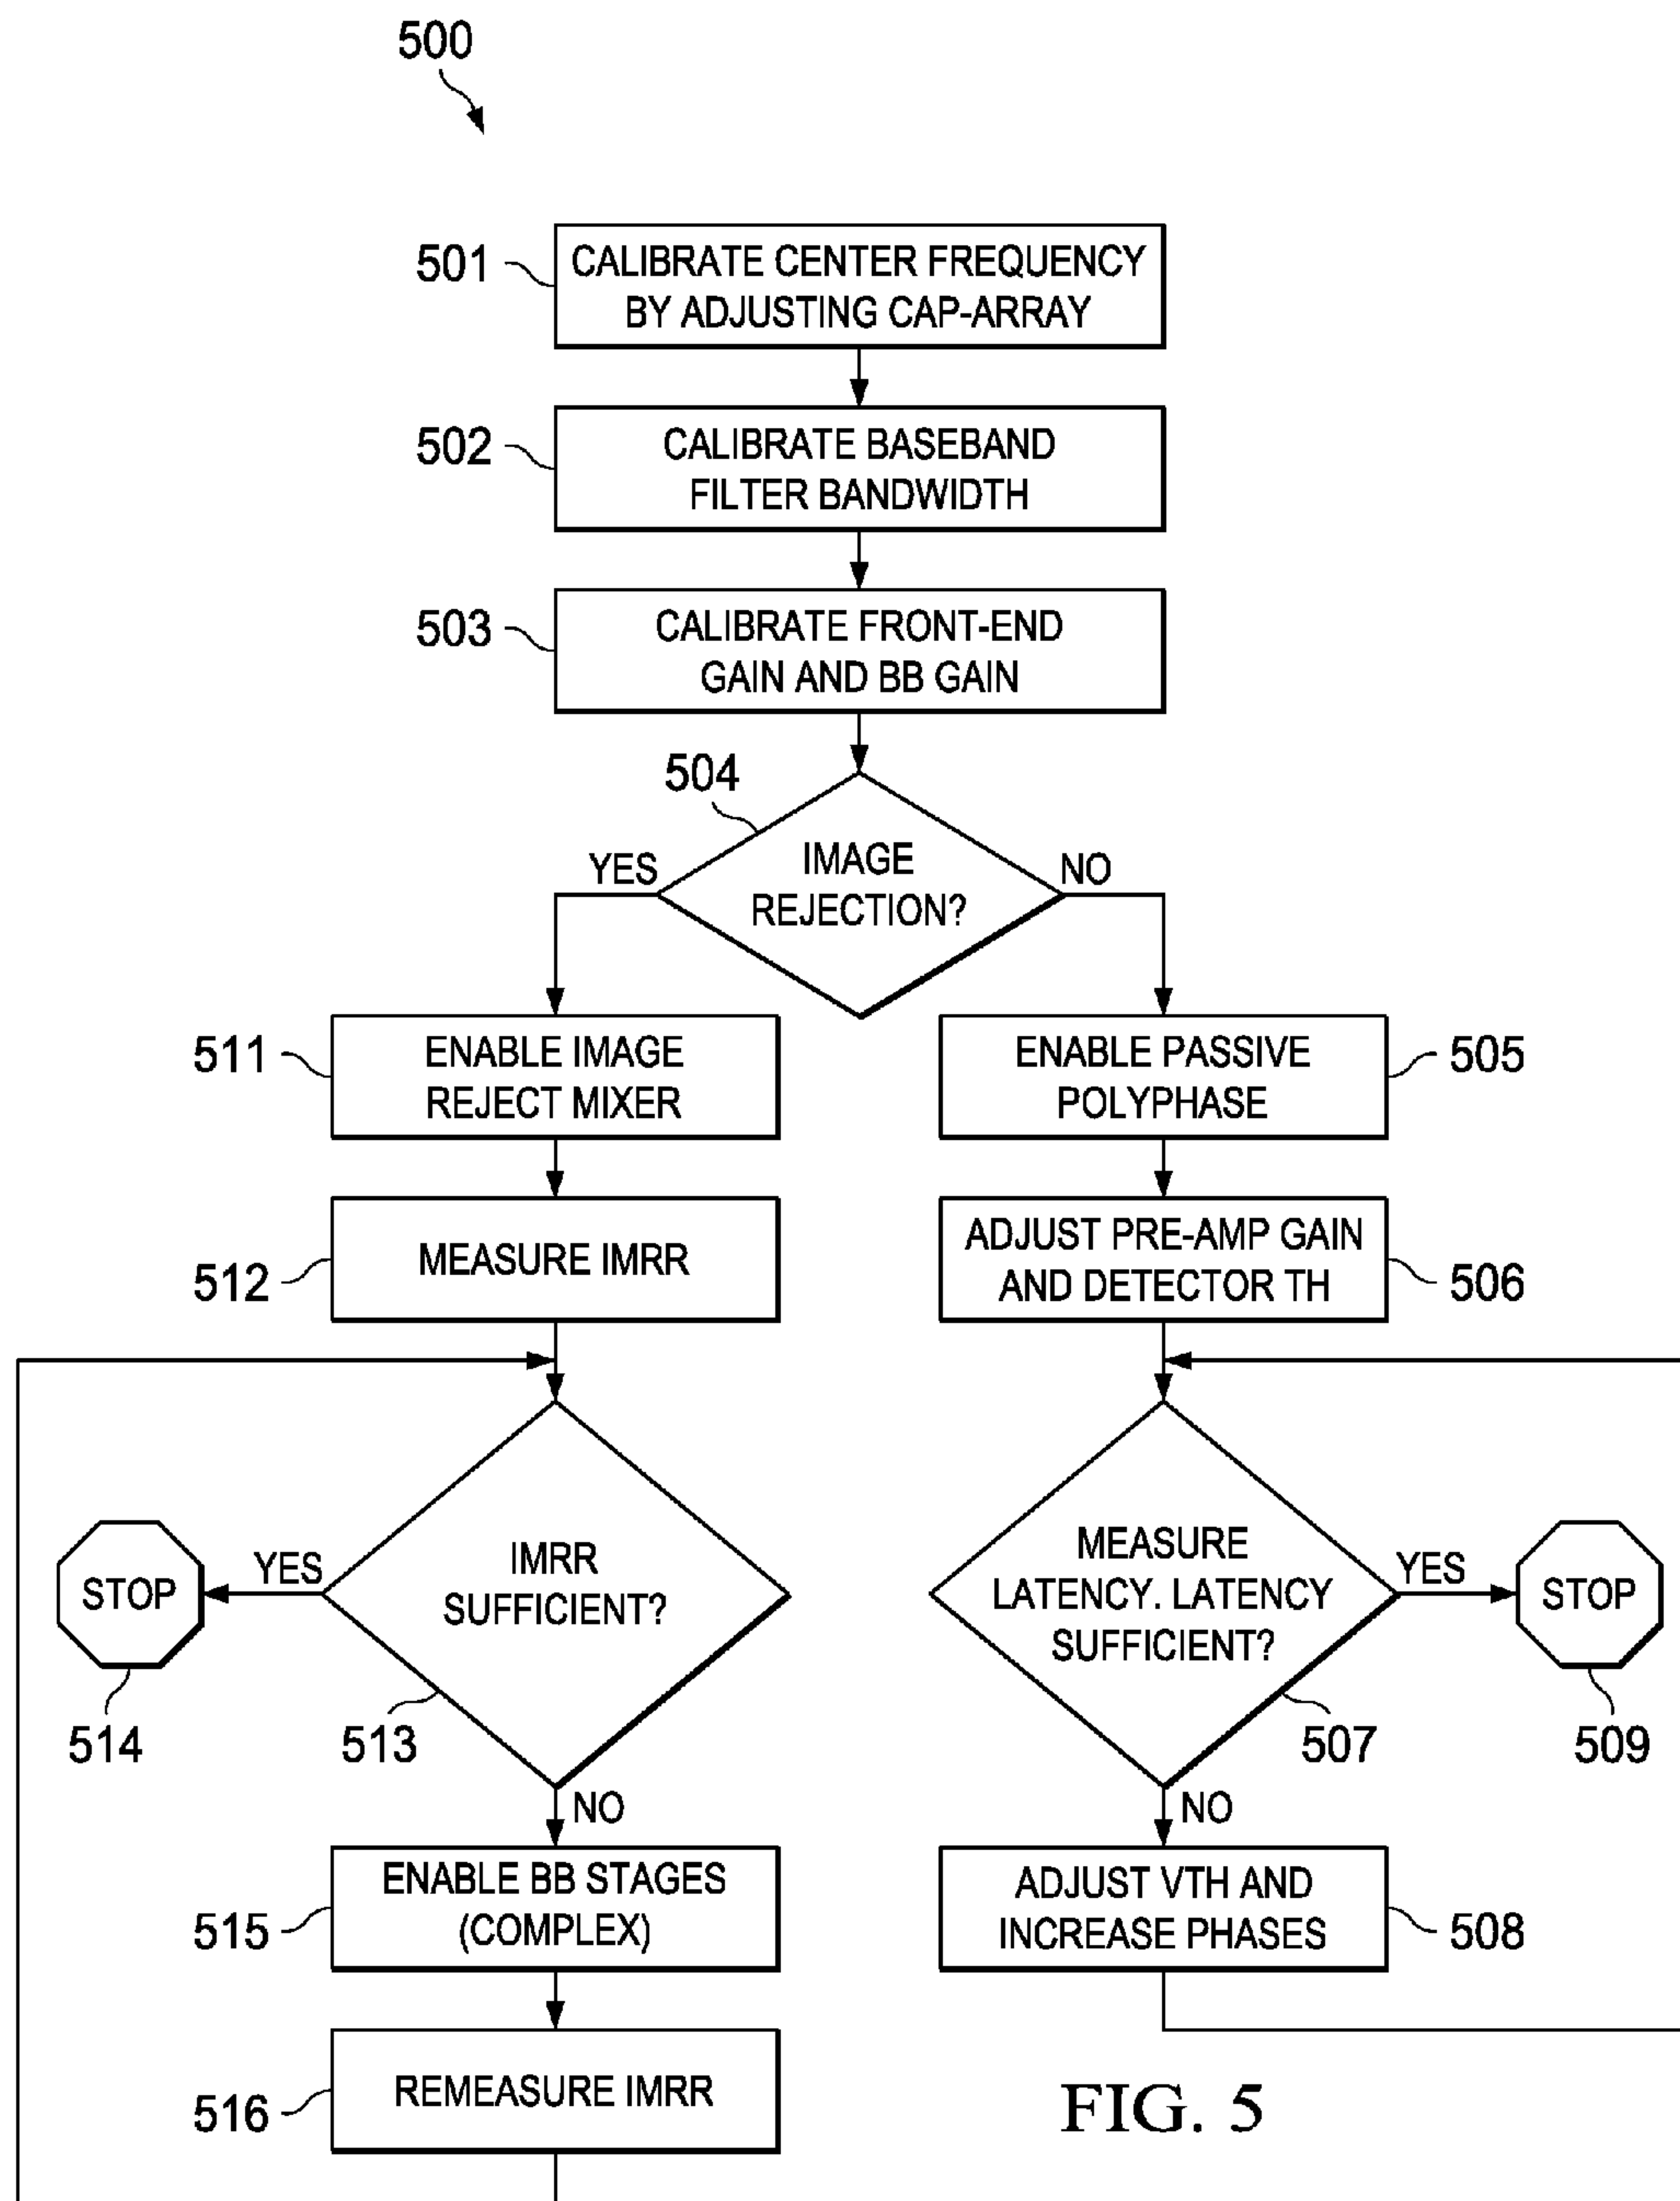 500
501
CALIBRATE CENTER FREQUENCY
BY ADJUSTING CAP-ARRAY
502
CALIBRATE BASEBAND
FILTER BANDWIDTH
503
CALIBRATE FRONT-END
GAIN AND BB GAIN
504
YES
IMAGE
REJECTION?
NO
511
ENABLE IMAGE
REJECT MIXER
ENABLE PASSIVE
POLYPHASE
505
512
MEASURE IMRR
ADJUST PRE-AMP GAIN
AND DETECTOR TH
506
STOP
YES
IMRR
SUFFICIENT?
MEASURE
LATENCY. LATENCY
SUFFICIENT?
YES
STOP
514
513
507
509
NO
NO
515
ENABLE BB STAGES
(COMPLEX)
ADJUST VTH AND
INCREASE PHASES
508
516
REMEASURE IMRR
FIG. 5